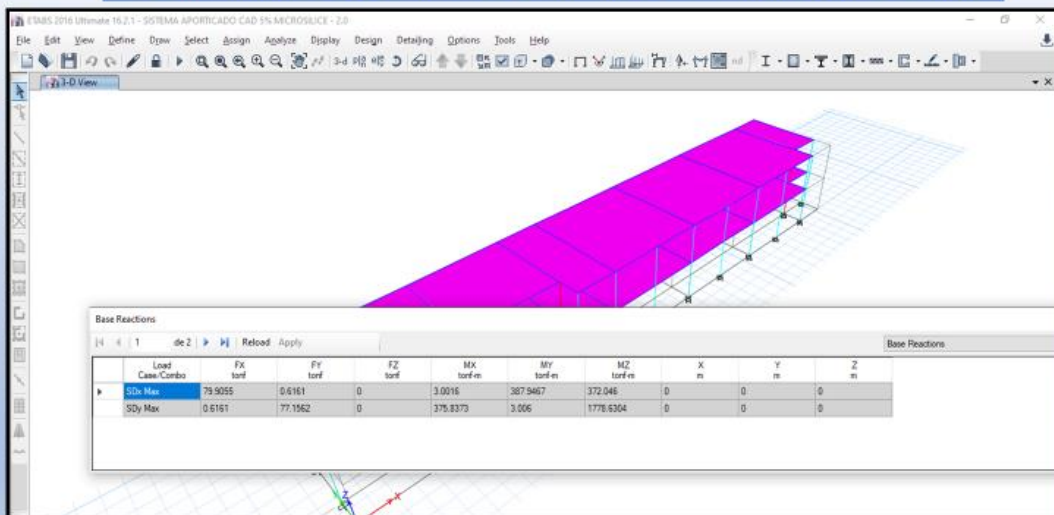 ETABS 2016 Ultimate 16.2.1 - SISTEMA APORTICADO CAD 5% MICROSILICE - 2.0
File Edit View Define Draw Select Assign Analyze Display Design Detailing Options Tools Help
3-d
nd
3-D View
Base Reactions
1 de 2 Reload Apply Base Reactions
Load Case/Combo FX tonf FY tonf FZ tonf MX tonf-m MY tonf-m MZ tonf-m X m Y m Z m
SDx Max 79.9055 0.6161 0 3.0016 387.9467 372.046 0 0 0
SDy Max 0.6161 77.1562 0 375.8373 3.006 1778.6304 0 0 0
Z X